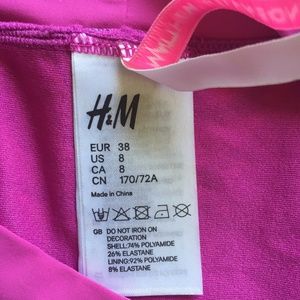 H&M
EUR 38
US 8
CA 8
CN 170/72A
Made in China
GB DO NOT IRON ON
DECORATION
SHELL:74% POLYAMIDE
26% ELASTANE
LINING:92% POLYAMIDE
8% ELASTANE